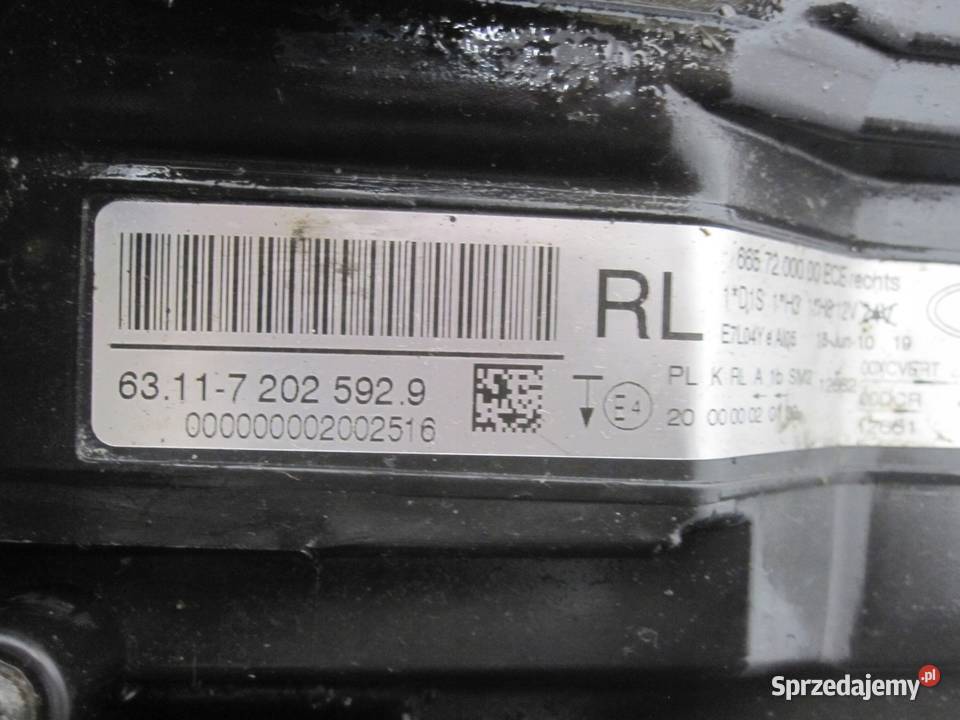 RL
63.11-7 202 592.9
000000002002516
E4
665 72.000 00 ECE rechts
1*D1S 1*H3 12V
18-Jun-10 19
PL K RL A 1b SM2
20 00 00 02
Sprzedajemy.pl